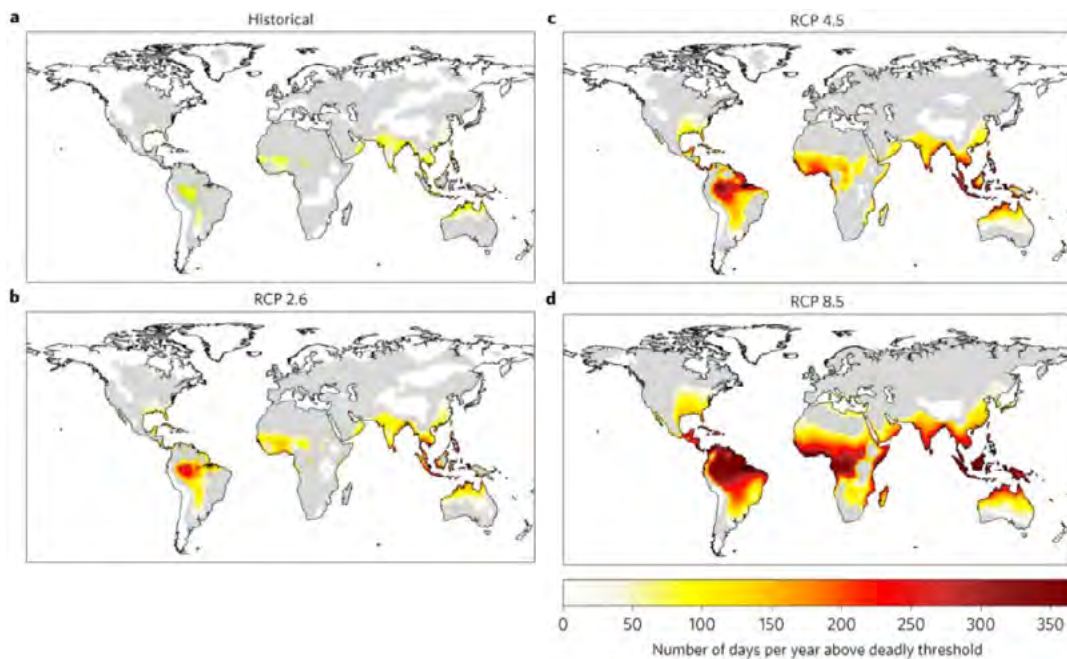 a
Historical
b
RCP 2.6
c
RCP 4.5
d
RCP 8.5
0 50 100 150 200 250 300 350
Number of days per year above deadly threshold